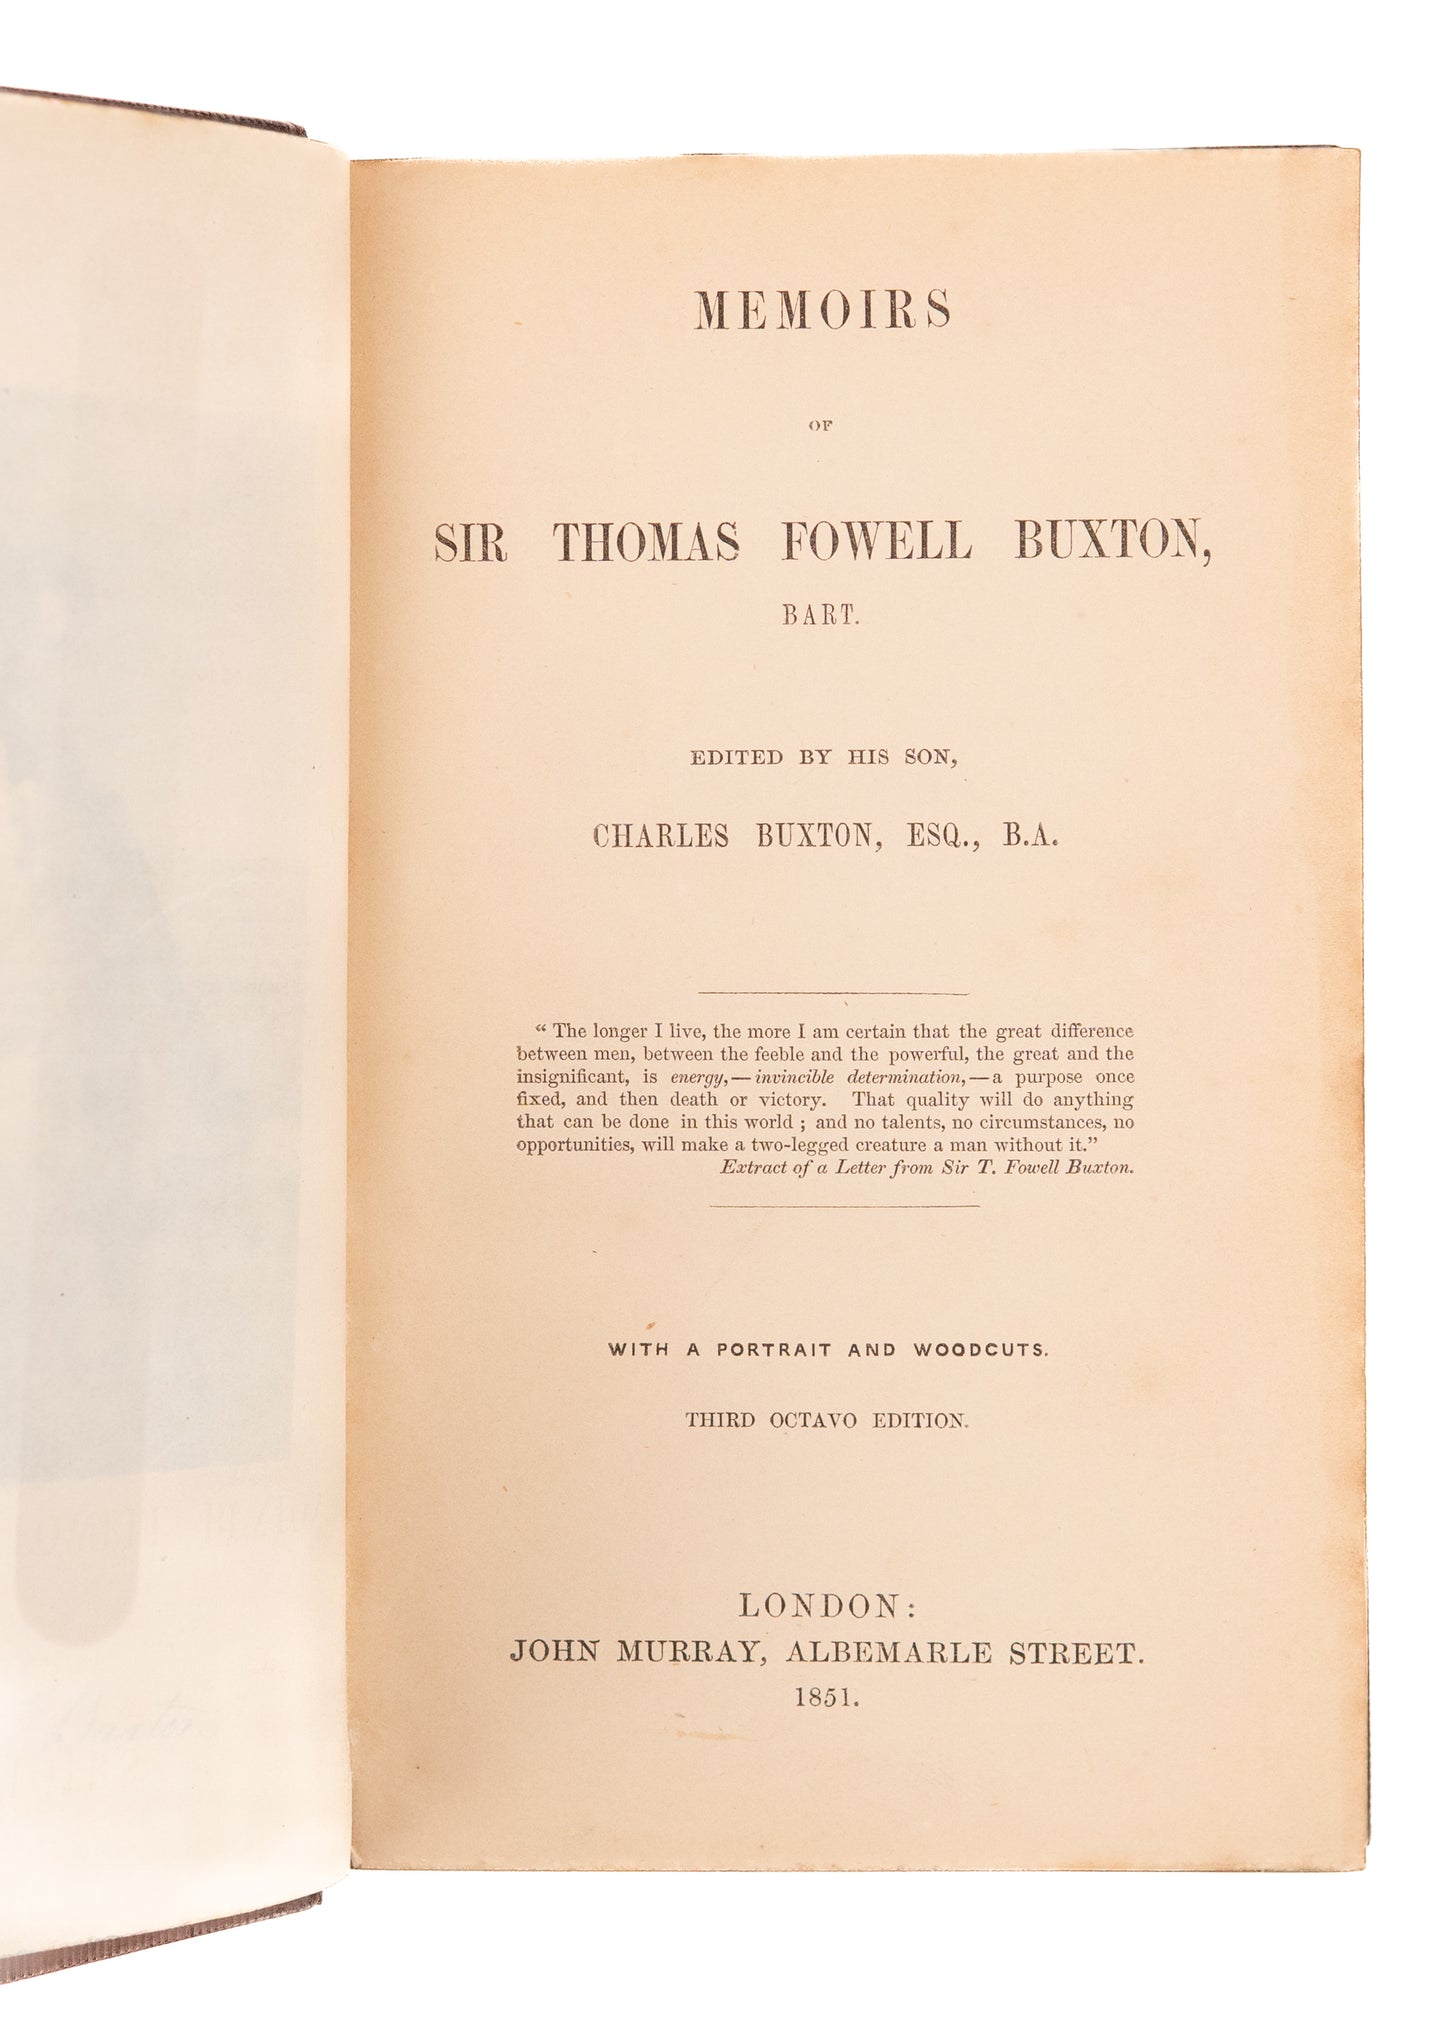 MEMOIRS
OF
SIR THOMAS FOWELL BUXTON,
BART.
EDITED BY HIS SON,
CHARLES BUXTON, ESQ., B.A.
“ The longer I live, the more I am certain that the great difference
between men, between the feeble and the powerful, the great and the
insignificant, is energy,—invincible determination,—a purpose once
fixed, and then death or victory. That quality will do anything
that can be done in this world ; and no talents, no circumstances, no
opportunities, will make a two-legged creature a man without it.”
Extract of a Letter from Sir T. Fowell Buxton.
WITH A PORTRAIT AND WOODCUTS.
THIRD OCTAVO EDITION.
LONDON:
JOHN MURRAY, ALBEMARLE STREET.
1851.